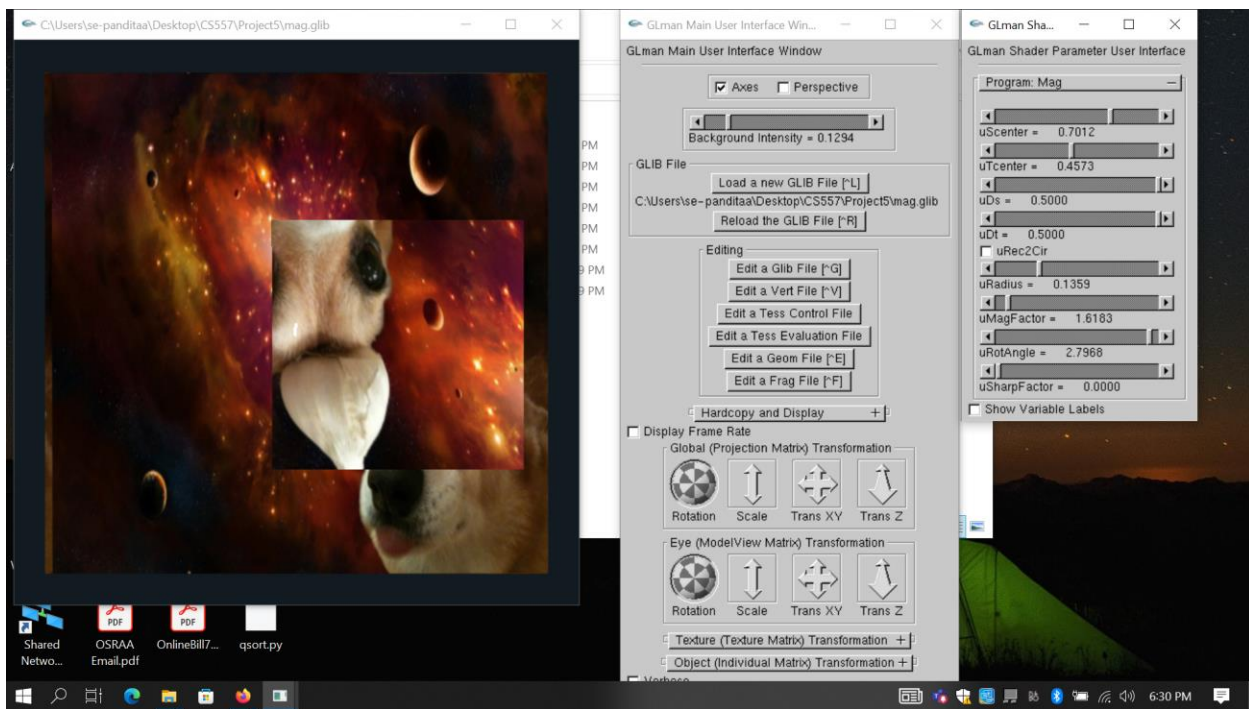 C:\Users\se-panditaa\Desktop\CS557\Project5\mag.glib
PM
PM
PM
PM
PM
PM
9 PM
9 PM
GLman Main User Interface Win...
GLman Main User Interface Window
Axes
Perspective
Background Intensity = 0.1294
GLIB File
Load a new GLIB File [^L]
C:\Users\se-panditaa\Desktop\CS557\Project5\mag.glib
Reload the GLIB File [^R]
Editing
Edit a Glib File [^G]
Edit a Vert File [^V]
Edit a Tess Control File
Edit a Tess Evaluation File
Edit a Geom File [^E]
Edit a Frag File [^F]
Hardcopy and Display +
Display Frame Rate
Global (Projection Matrix) Transformation
Rotation Scale Trans XY Trans Z
Eye (ModelView Matrix) Transformation
Rotation Scale Trans XY Trans Z
Texture (Texture Matrix) Transformation +
Object (Individual Matrix) Transformation +
Verbose
GLman Sha...
GLman Shader Parameter User Interface
Program: Mag
uScenter = 0.7012
uTcenter = 0.4573
uDs = 0.5000
uDt = 0.5000
uRec2Cir
uRadius = 0.1359
uMagFactor = 1.6183
uRotAngle = 2.7968
uSharpFactor = 0.0000
Show Variable Labels
Shared
Netwo...
PDF
OSRAA
Email.pdf
PDF
OnlineBill7...
qsort.py
6:30 PM